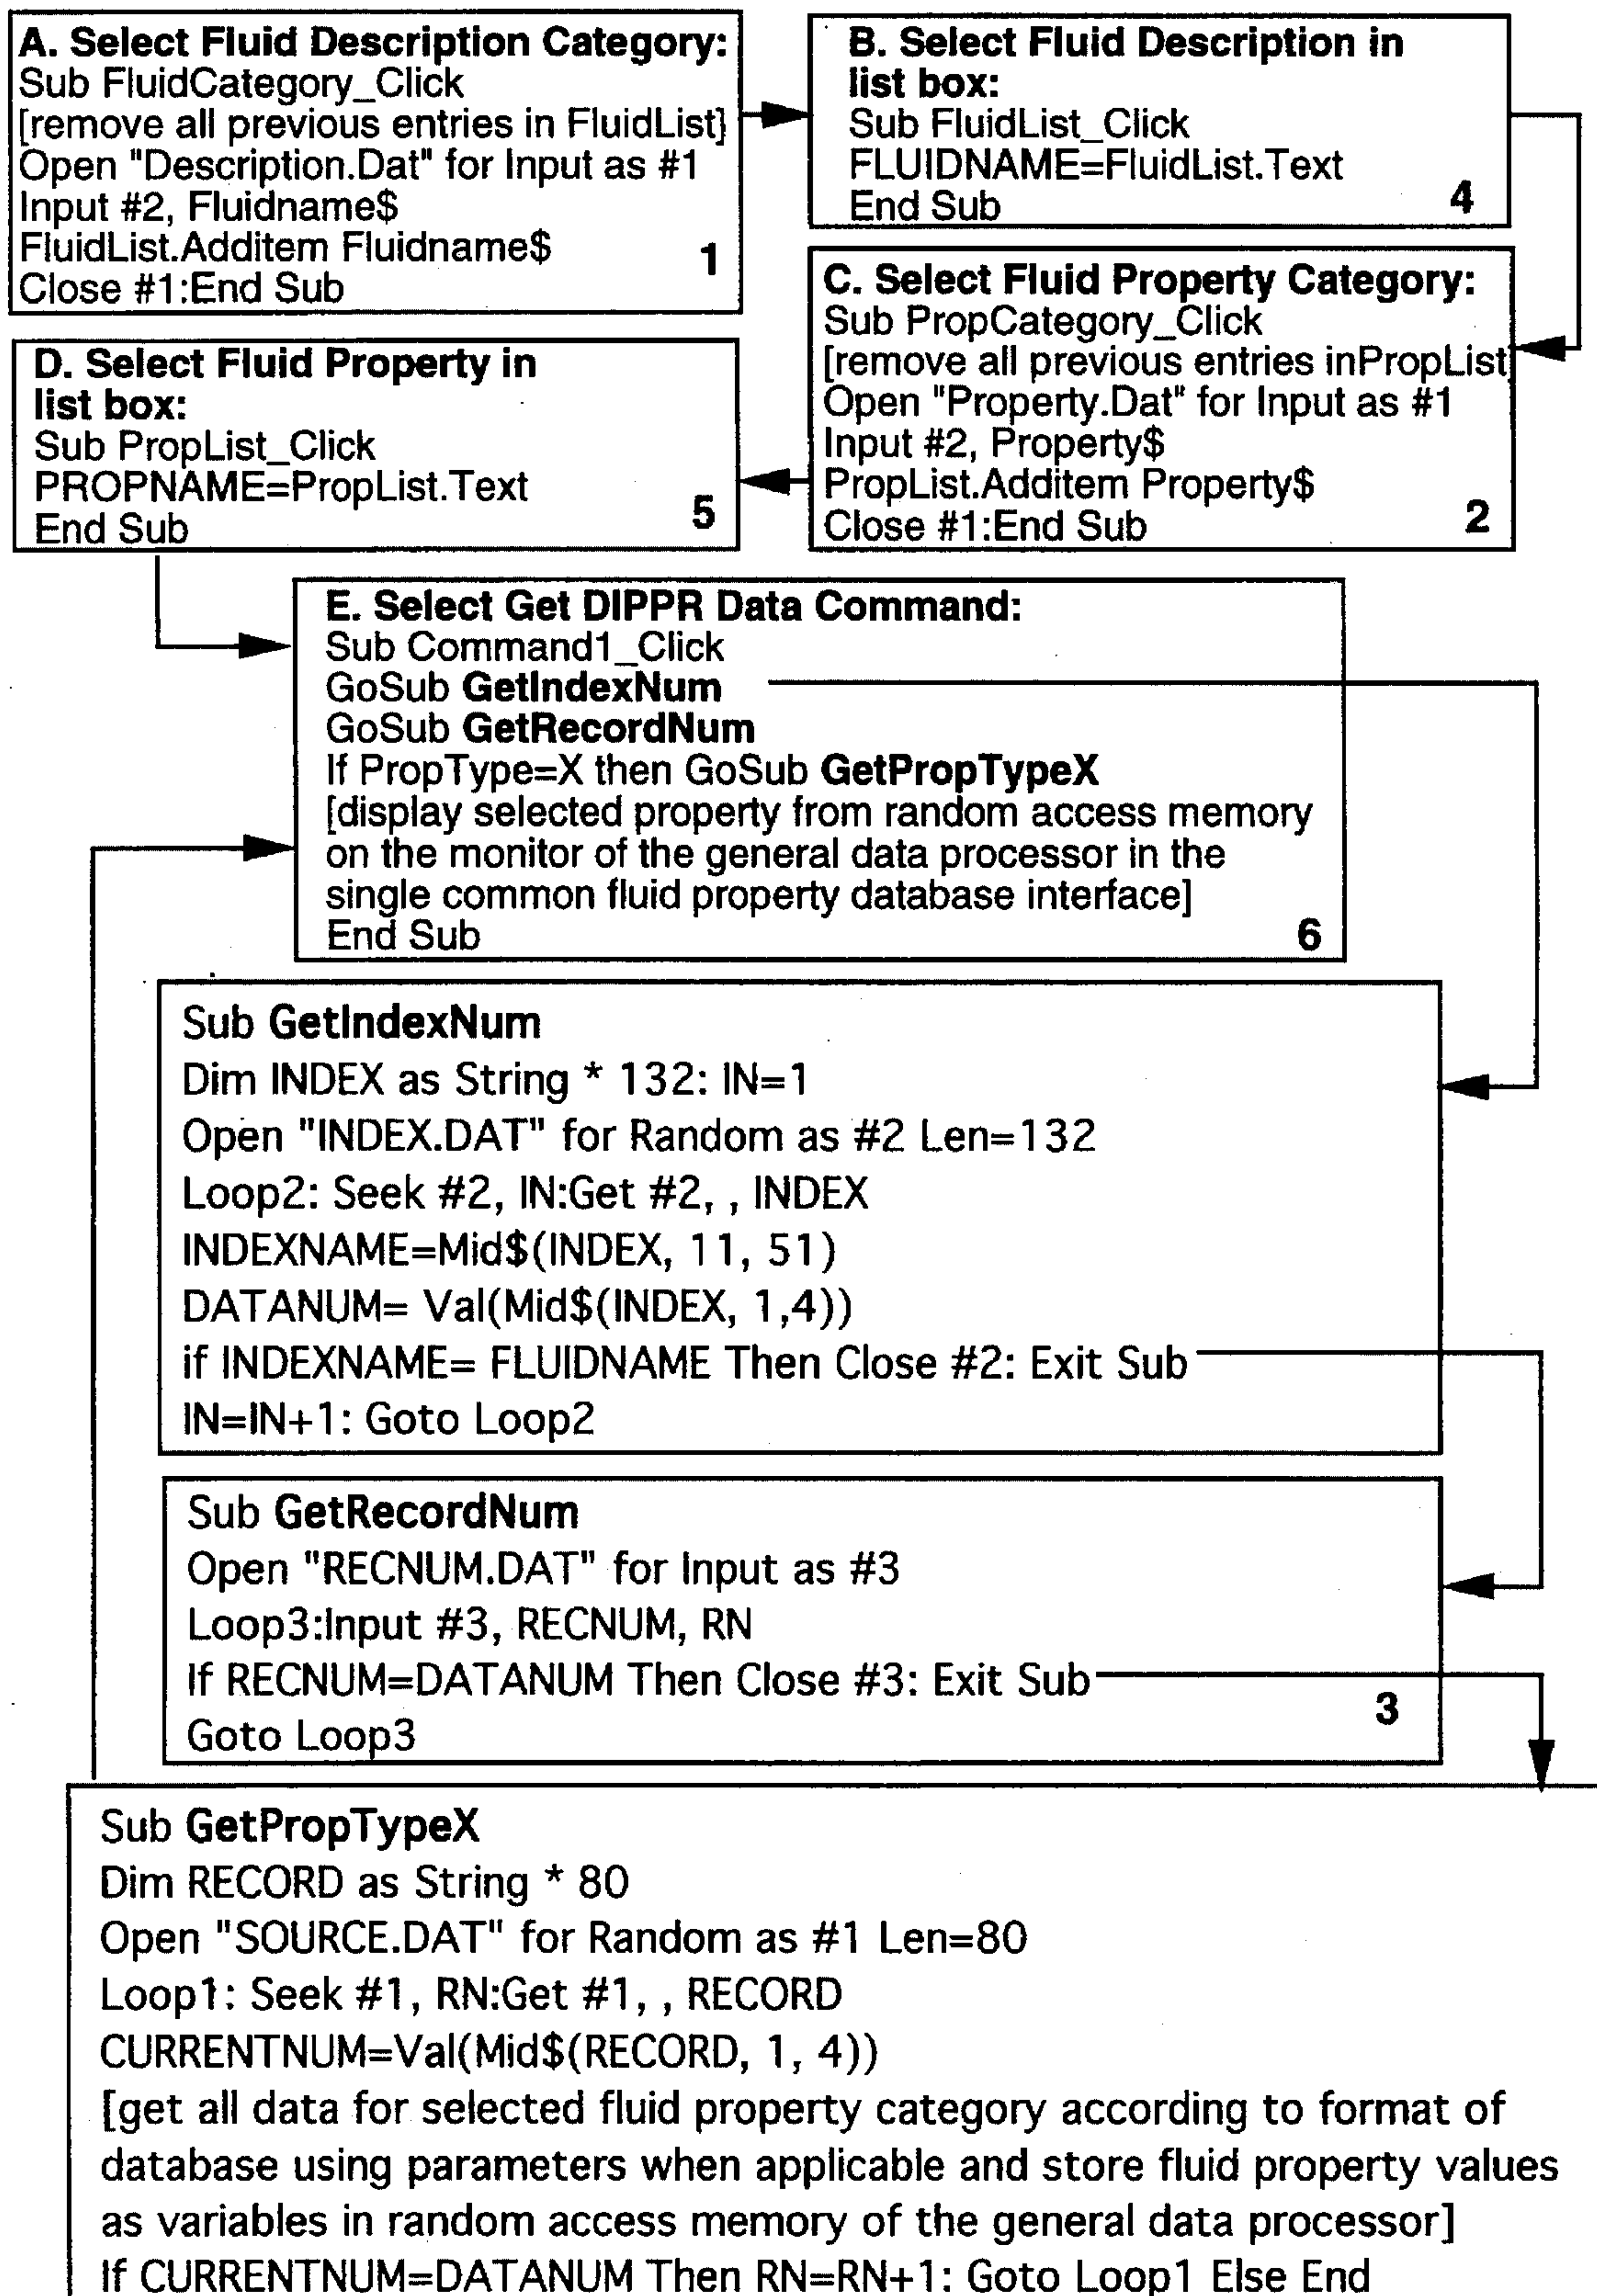 A. Select Fluid Description Category:
Sub FluidCategory_Click
[remove all previous entries in FluidList]
Open "Description.Dat" for Input as #1
Input #2, Fluidname$
FluidList.Additem Fluidname$
Close #1:End Sub
1
B. Select Fluid Description in
list box:
Sub FluidList_Click
FLUIDNAME=FluidList.Text
End Sub
4
C. Select Fluid Property Category:
Sub PropCategory_Click
[remove all previous entries inPropList]
Open "Property.Dat" for Input as #1
Input #2, Property$
PropList.Additem Property$
Close #1:End Sub
2
D. Select Fluid Property in
list box:
Sub PropList_Click
PROPNAME=PropList.Text
End Sub
5
E. Select Get DIPPR Data Command:
Sub Command1_Click
GoSub GetIndexNum
GoSub GetRecordNum
If PropType=X then GoSub GetPropTypeX
[display selected property from random access memory
on the monitor of the general data processor in the
single common fluid property database interface]
End Sub
6
Sub GetIndexNum
Dim INDEX as String * 132: IN=1
Open "INDEX.DAT" for Random as #2 Len=132
Loop2: Seek #2, IN:Get #2, , INDEX
INDEXNAME=Mid$(INDEX, 11, 51)
DATANUM= Val(Mid$(INDEX, 1,4))
if INDEXNAME= FLUIDNAME Then Close #2: Exit Sub
IN=IN+1: Goto Loop2
Sub GetRecordNum
Open "RECNUM.DAT" for Input as #3
Loop3:Input #3, RECNUM, RN
If RECNUM=DATANUM Then Close #3: Exit Sub
Goto Loop3
3
Sub GetPropTypeX
Dim RECORD as String * 80
Open "SOURCE.DAT" for Random as #1 Len=80
Loop1: Seek #1, RN:Get #1, , RECORD
CURRENTNUM=Val(Mid$(RECORD, 1, 4))
[get all data for selected fluid property category according to format of
database using parameters when applicable and store fluid property values
as variables in random access memory of the general data processor]
If CURRENTNUM=DATANUM Then RN=RN+1: Goto Loop1 Else End